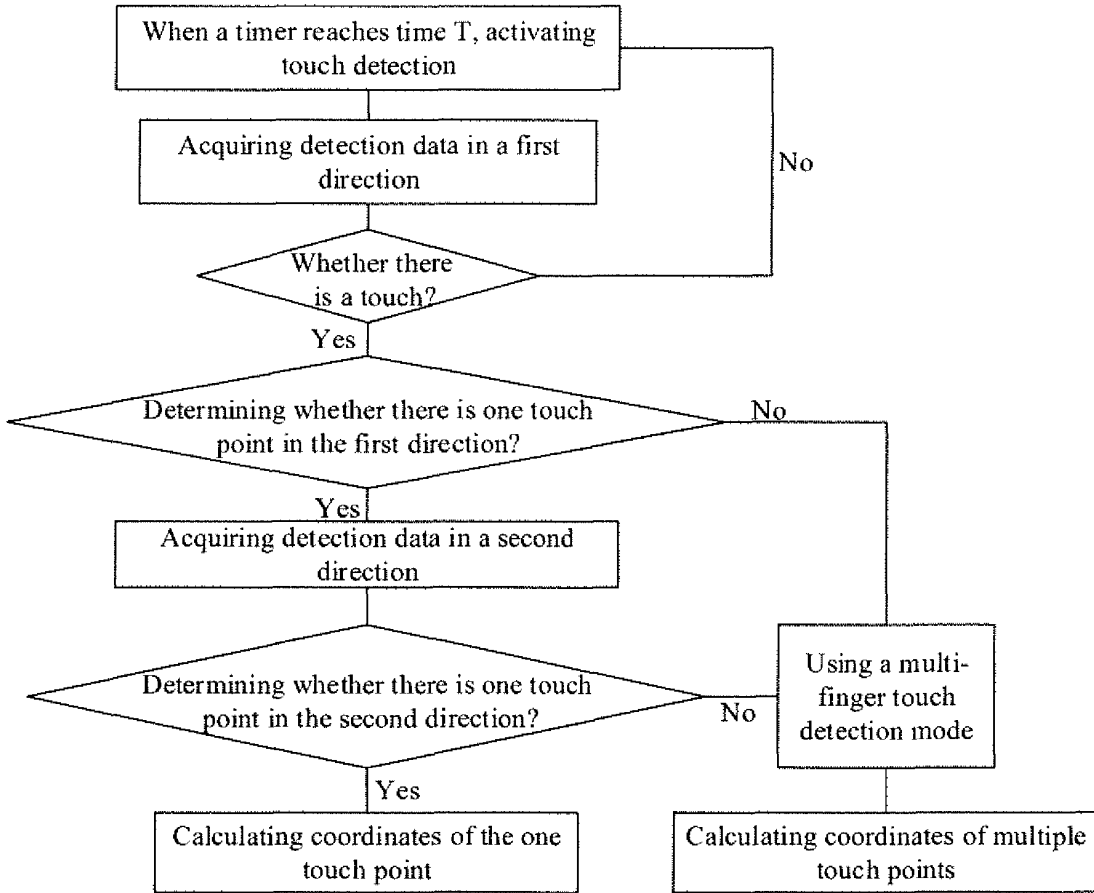 When a timer reaches time T, activating
touch detection
Acquiring detection data in a first
direction
No
Whether there
is a touch?
Yes
Determining whether there is one touch
point in the first direction?
No
Yes
Acquiring detection data in a second
direction
Determining whether there is one touch
point in the second direction?
No
Using a multi-
finger touch
detection mode
Yes
Calculating coordinates of the one
touch point
Calculating coordinates of multiple
touch points